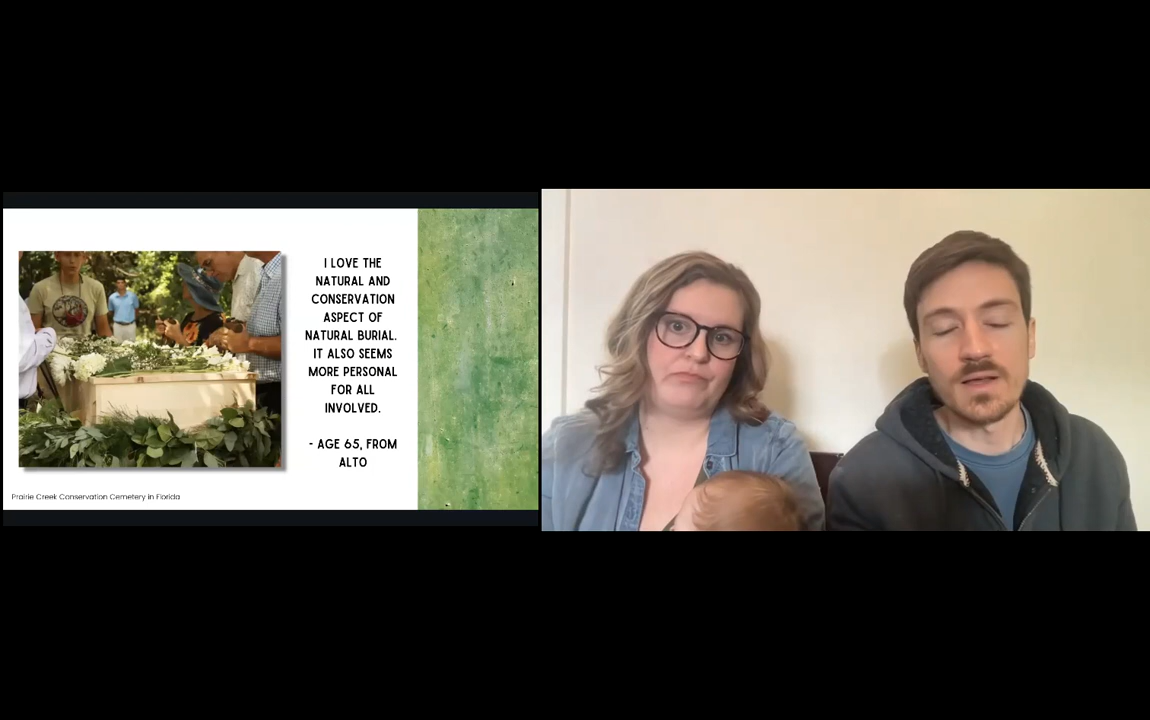 I LOVE THE
NATURAL AND
CONSERVATION
ASPECT OF
NATURAL BURIAL.
IT ALSO SEEMS
MORE PERSONAL
FOR ALL
INVOLVED.
- AGE 65, FROM
ALTO
Prairie Creek Conservation Cemetery in Florida